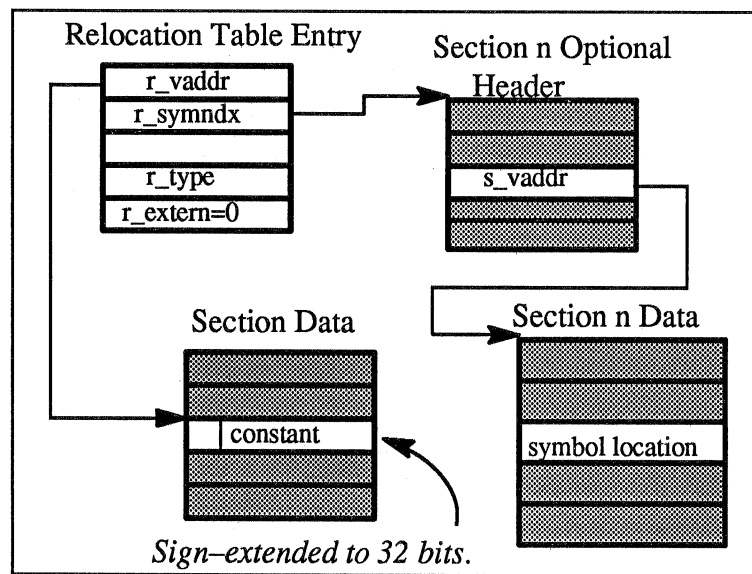 Relocation Table Entry
r_vaddr
r_symndx
r_type
r_extern=0
Section n Optional
Header
s_vaddr
Section Data
constant
Section n Data
symbol location
Sign–extended to 32 bits.